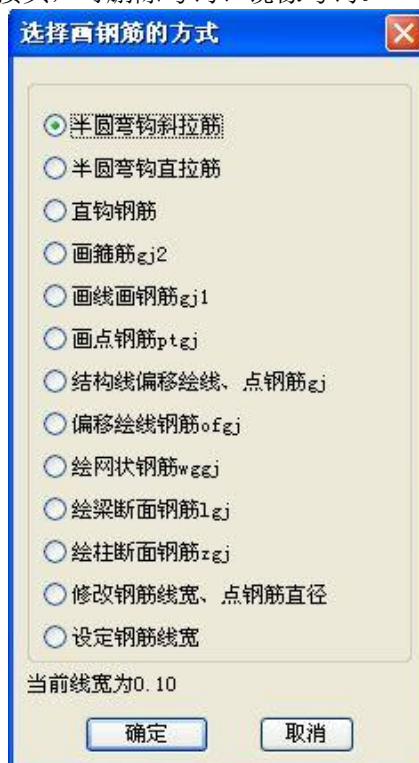 选择画钢筋的方式
半圆弯钩斜拉筋
半圆弯钩直拉筋
直钩钢筋
画箍筋gj2
画线画钢筋gj1
画点钢筋ptgj
结构线偏移绘线、点钢筋gj
偏移绘线钢筋ofgj
绘网状钢筋wggj
绘梁断面钢筋lgj
绘柱断面钢筋zgj
修改钢筋线宽、点钢筋直径
设定钢筋线宽
当前线宽为0.10
确定 取消